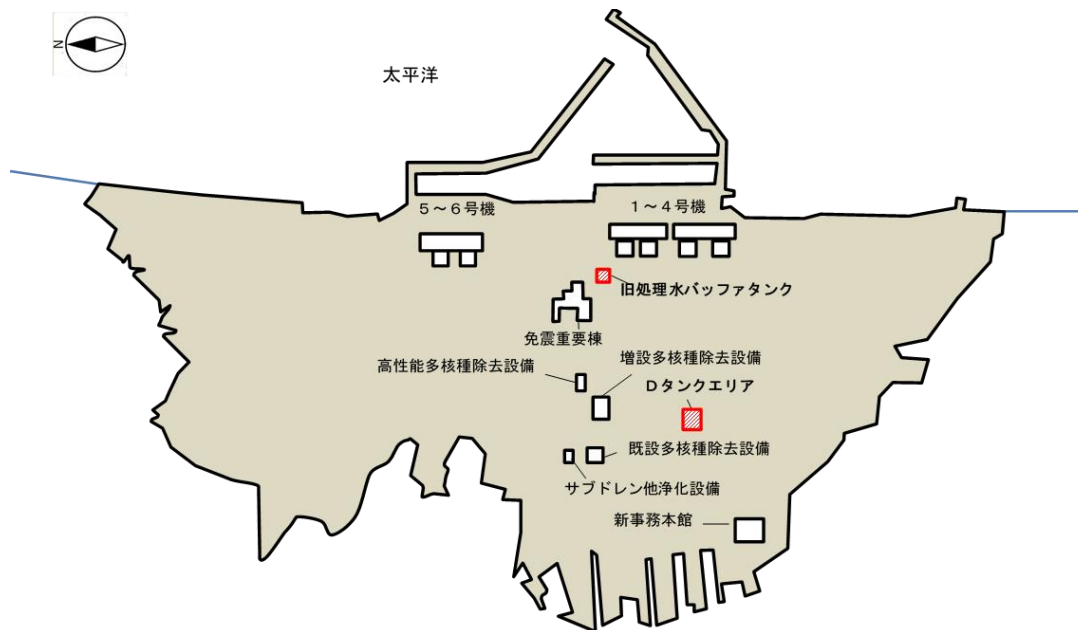 N
太平洋
5～6号機
1～4号機
旧処理水バッファタンク
免震重要棟
高性能多核種除去設備
増設多核種除去設備
Dタンクエリア
既設多核種除去設備
サブドレン他浄化設備
新事務本館